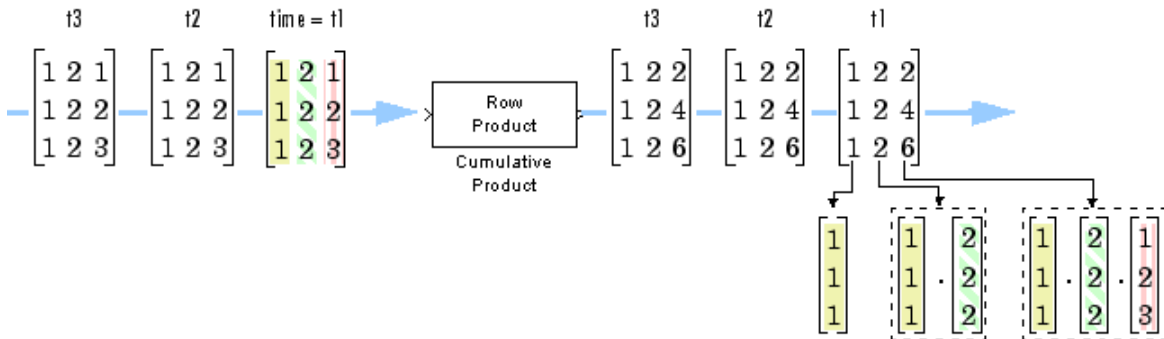 t3 t2 time = t1 t3 t2 t1
1 2 1 1 2 1 1 2 1 1 2 2 1 2 2 1 2 2
1 2 2 1 2 2 1 2 2 Row Product 1 2 4 1 2 4 1 2 4
1 2 3 1 2 3 1 2 3 1 2 6 1 2 6 1 2 6
Cumulative
Product
1 1 2 1 2 1
1 1 . 2 1 . 2 . 2
1 1 2 1 2 3